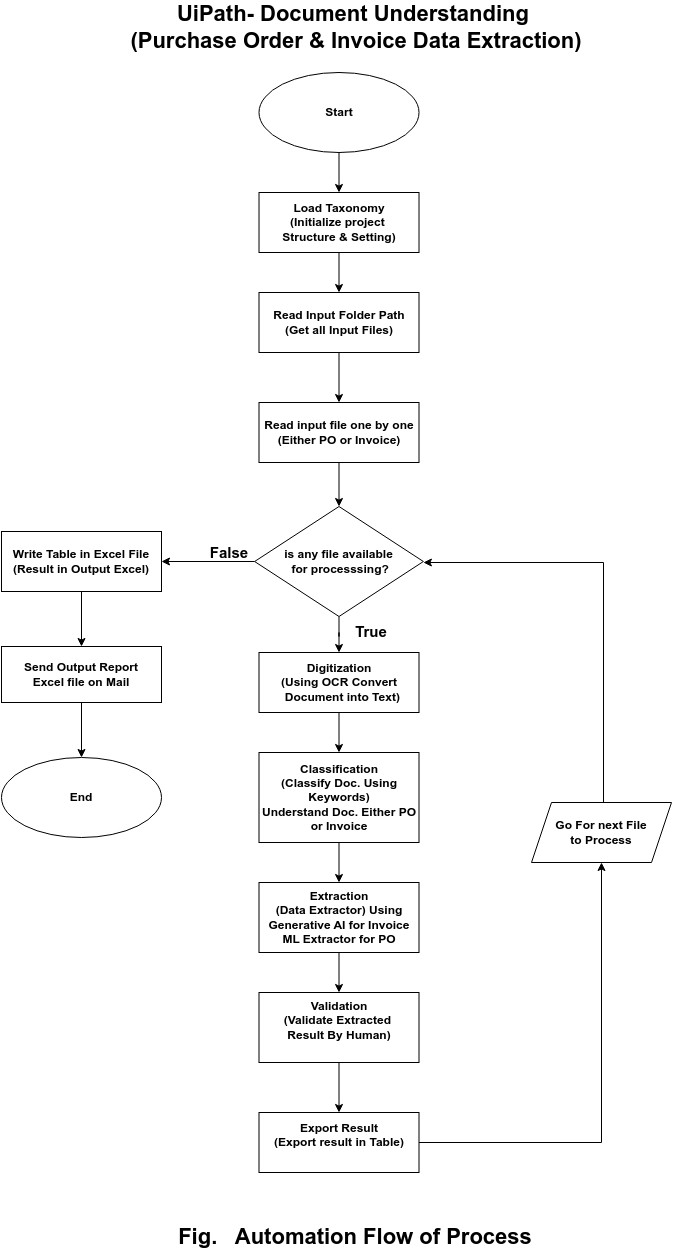 UiPath- Document Understanding
(Purchase Order & Invoice Data Extraction)
Start
Load Taxonomy
(Initialize project
Structure & Setting)
Read Input Folder Path
(Get all Input Files)
Read input file one by one
(Either PO or Invoice)
is any file available
for processsing?
False
Write Table in Excel File
(Result in Output Excel)
Send Output Report
Excel file on Mail
End
True
Digitization
(Using OCR Convert
Document into Text)
Classification
(Classify Doc. Using
Keywords)
Understand Doc. Either PO
or Invoice
Extraction
(Data Extractor) Using
Generative AI for Invoice
ML Extractor for PO
Validation
(Validate Extracted
Result By Human)
Export Result
(Export result in Table)
Go For next File
to Process
Fig. Automation Flow of Process